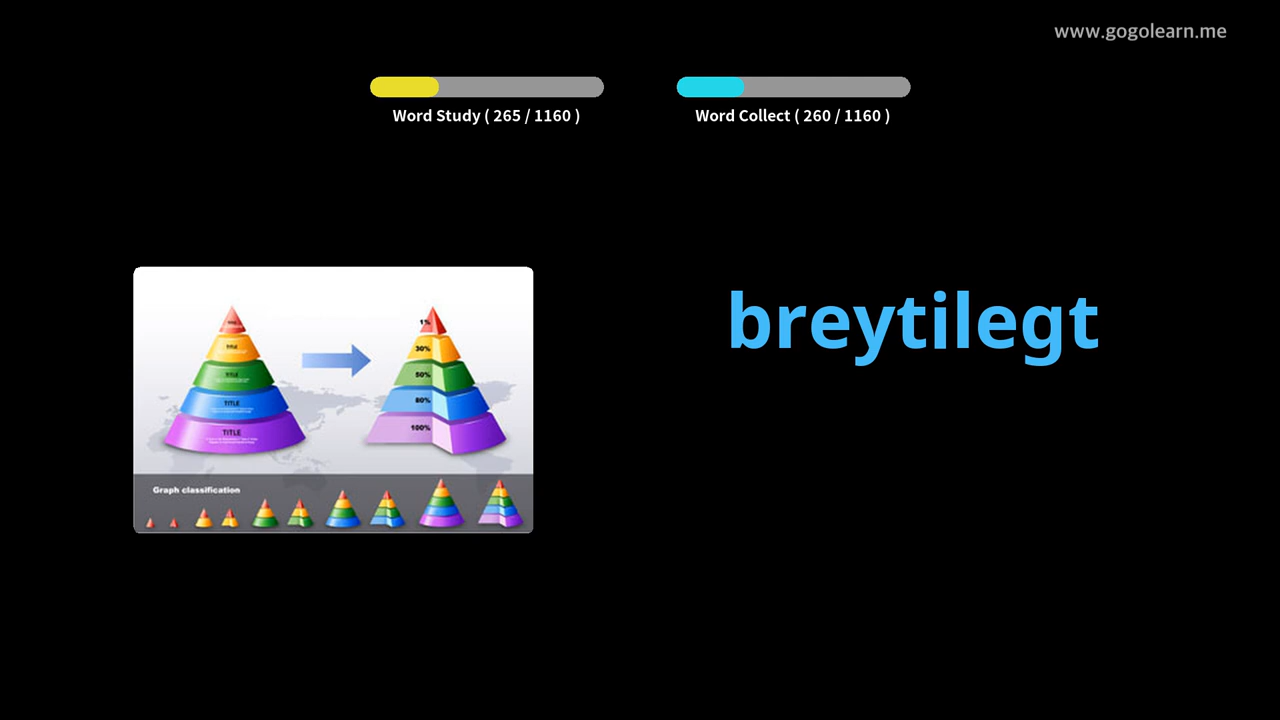 www.gogolearn.me
Word Study ( 265 / 1160 )
Word Collect ( 260 / 1160 )
breytilegt
TITLE
TITLE
TITLE
TITLE
1%
30%
50%
80%
100%
Graph classification